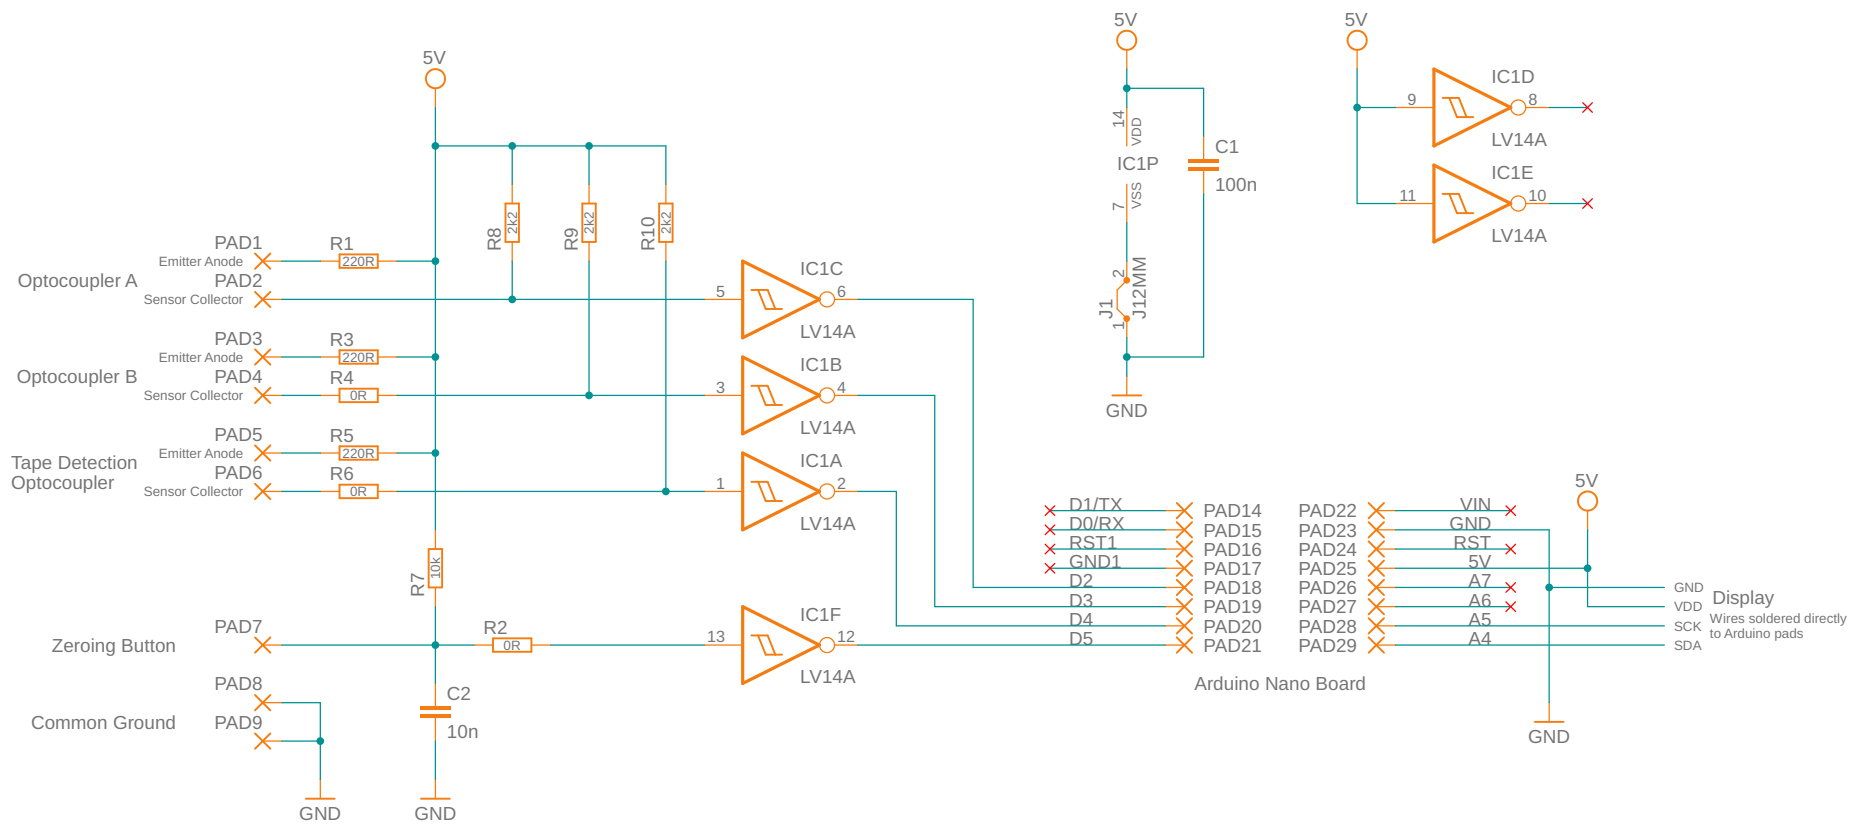 5V
5V
5V
IC1D
9
8
LV14A
IC1E
11
10
LV14A
14
VDD
IC1P
VSS
7
C1
100n
2
J1
J12MM
1
GND
R8
2k2
R9
2k2
R10
2k2
Optocoupler A
PAD1
Emitter Anode
R1
220R
PAD2
Sensor Collector
IC1C
5
6
LV14A
Optocoupler B
PAD3
Emitter Anode
R3
220R
PAD4
Sensor Collector
R4
0R
IC1B
3
4
LV14A
Tape Detection
Optocoupler
PAD5
Emitter Anode
R5
220R
PAD6
Sensor Collector
R6
0R
IC1A
1
2
LV14A
R7
10k
Zeroing Button
PAD7
R2
0R
IC1F
13
12
LV14A
C2
10n
Common Ground
PAD8
PAD9
GND
GND
D1/TX
PAD14
D0/RX
PAD15
RST1
PAD16
GND1
PAD17
D2
PAD18
D3
PAD19
D4
PAD20
D5
PAD21
PAD22
VIN
PAD23
GND
PAD24
RST
PAD25
5V
PAD26
A7
PAD27
A6
PAD28
A5
PAD29
A4
5V
GND
VDD
SCK
SDA
Display
Wires soldered directly
to Arduino pads
Arduino Nano Board
GND